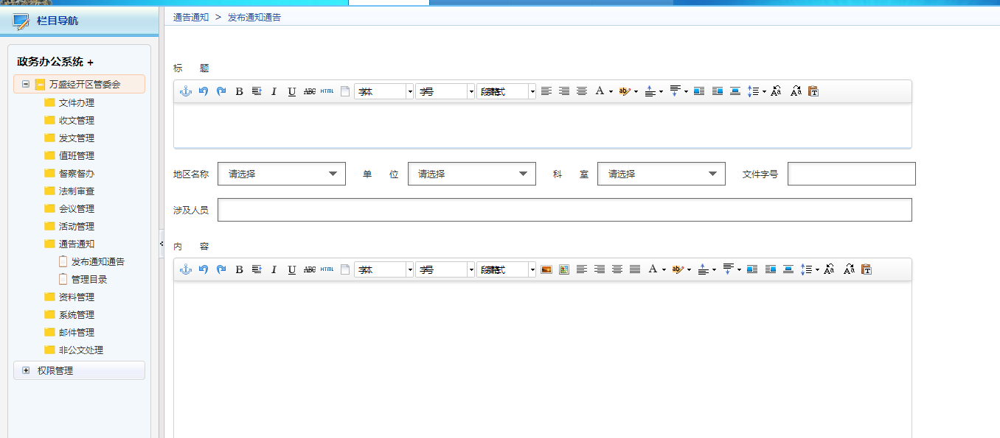 栏目导航
政务办公系统 +
万盛经开区管委会
文件办理
收文管理
发文管理
值班管理
督察督办
法制审查
会议管理
活动管理
通告通知
发布通知通告
管理目录
资料管理
系统管理
邮件管理
非公文处理
权限管理
通告通知 > 发布通知通告
标 题
B I U ABC HTML 字体 字号 段落格式 A ab Aa Aa T
地区名称 请选择 单 位 请选择 科 室 请选择 文件字号
涉及人员
内 容
B I U ABC HTML 字体 字号 段落格式 A ab Aa Aa T